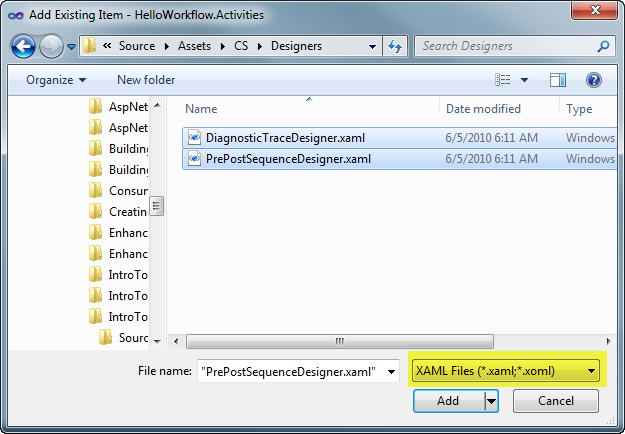 Add Existing Item - HelloWorkflow.Activities
« Source Assets CS Designers
Search Designers
Organize New folder
Name Date modified Type
AspNet
AspNet
Building
Building
Consun
Creating
Enhanc
Enhanc
IntroTo
IntroTo
IntroTo
Sourc
DiagnosticTraceDesigner.xaml 6/5/2010 6:11 AM Windows
PrePostSequenceDesigner.xaml 6/5/2010 6:11 AM Windows
File name: "PrePostSequenceDesigner.xaml" XAML Files (*.xaml;*.xoml)
Add Cancel